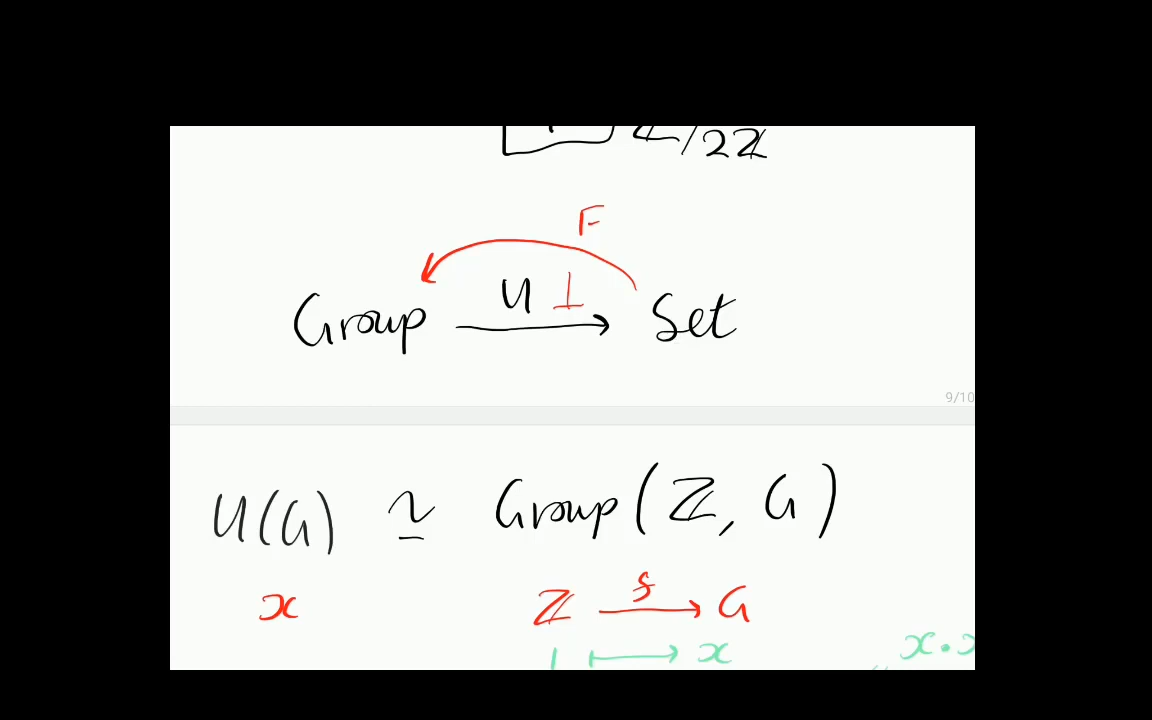 ℤ/2ℤ
F
U ⊥
Group ⟶ Set
9/10
U(G) ≃ Group(ℤ, G)
x ℤ ⟶ G
f
1 ⟼ x
x·x